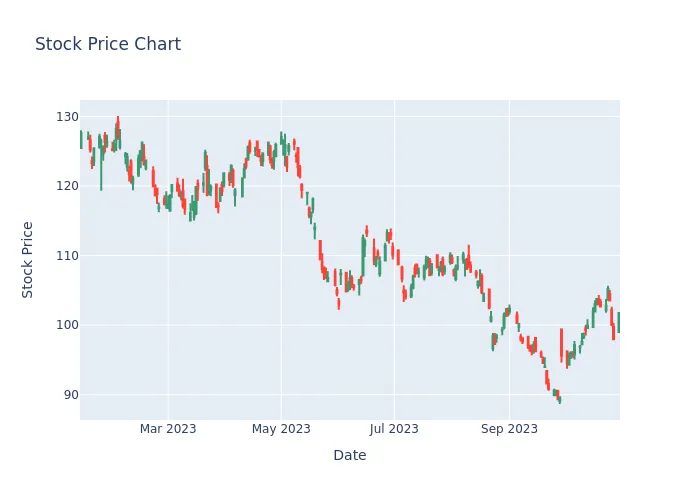 Stock Price Chart
130
120
110
100
90
Stock Price
Mar 2023
May 2023
Jul 2023
Sep 2023
Date